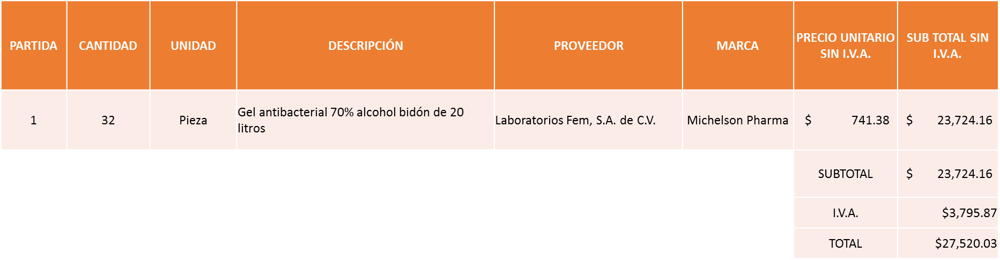 PARTIDA CANTIDAD UNIDAD DESCRIPCIÓN PROVEEDOR MARCA PRECIO UNITARIO SIN I.V.A. SUB TOTAL SIN I.V.A.
1 32 Pieza Gel antibacterial 70% alcohol bidón de 20 litros Laboratorios Fem, S.A. de C.V. Michelson Pharma $ 741.38 $ 23,724.16
SUBTOTAL $ 23,724.16
I.V.A. $3,795.87
TOTAL $27,520.03